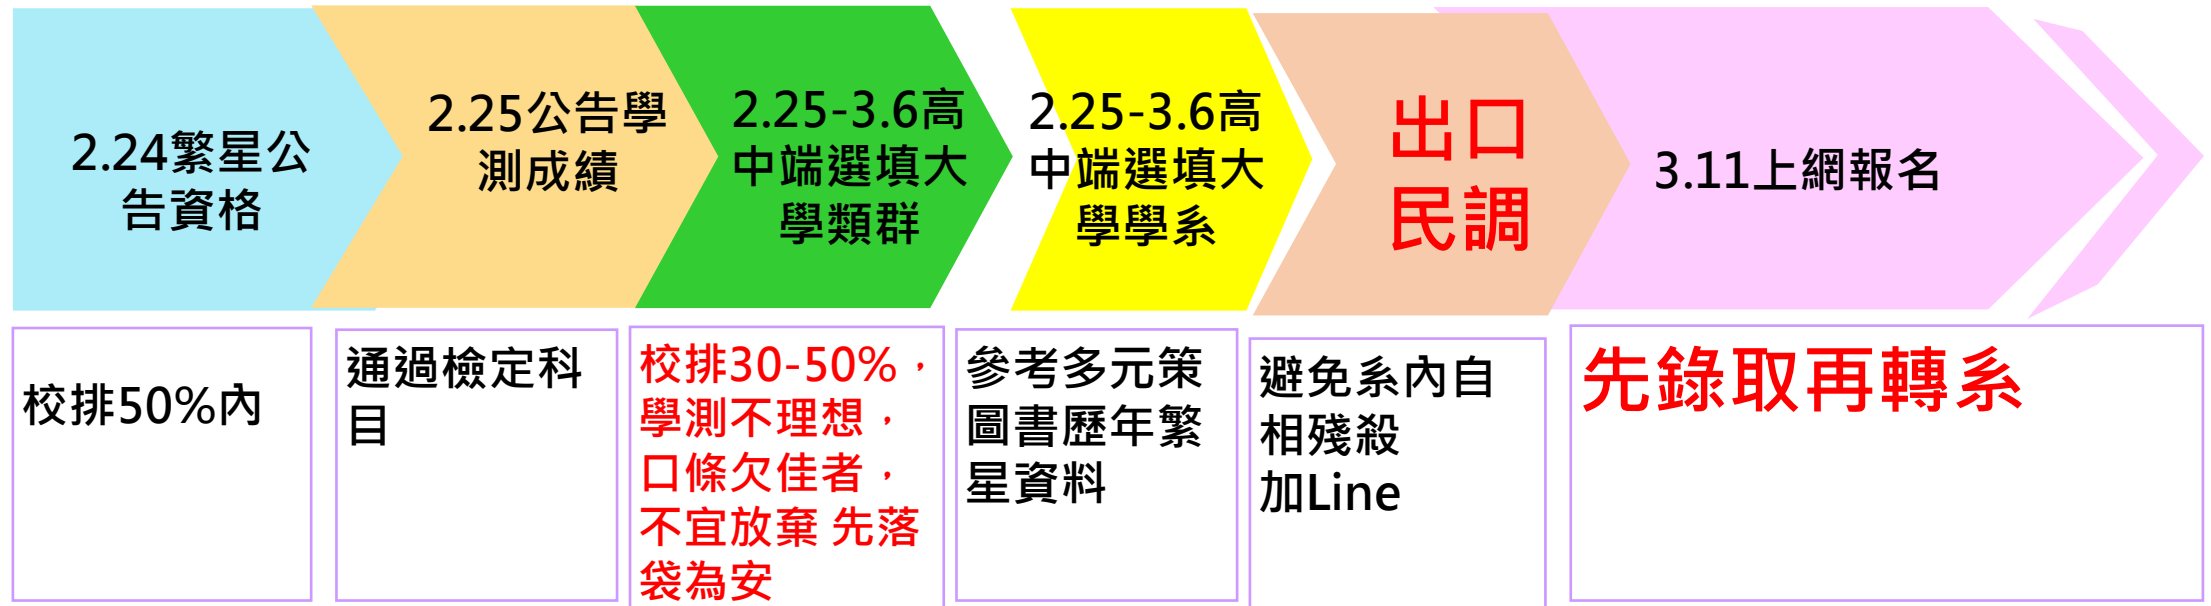 2.24繁星公
告資格
2.25公告學
測成績
2.25-3.6高
中端選填大
學類群
2.25-3.6高
中端選填大
學學系
出口
民調
3.11上網報名
校排50%內
通過檢定科
目
校排30-50%，
學測不理想，
口條欠佳者，
不宜放棄 先落
袋為安
參考多元策
圖書歷年繁
星資料
避免系內自
相殘殺
加Line
先錄取再轉系